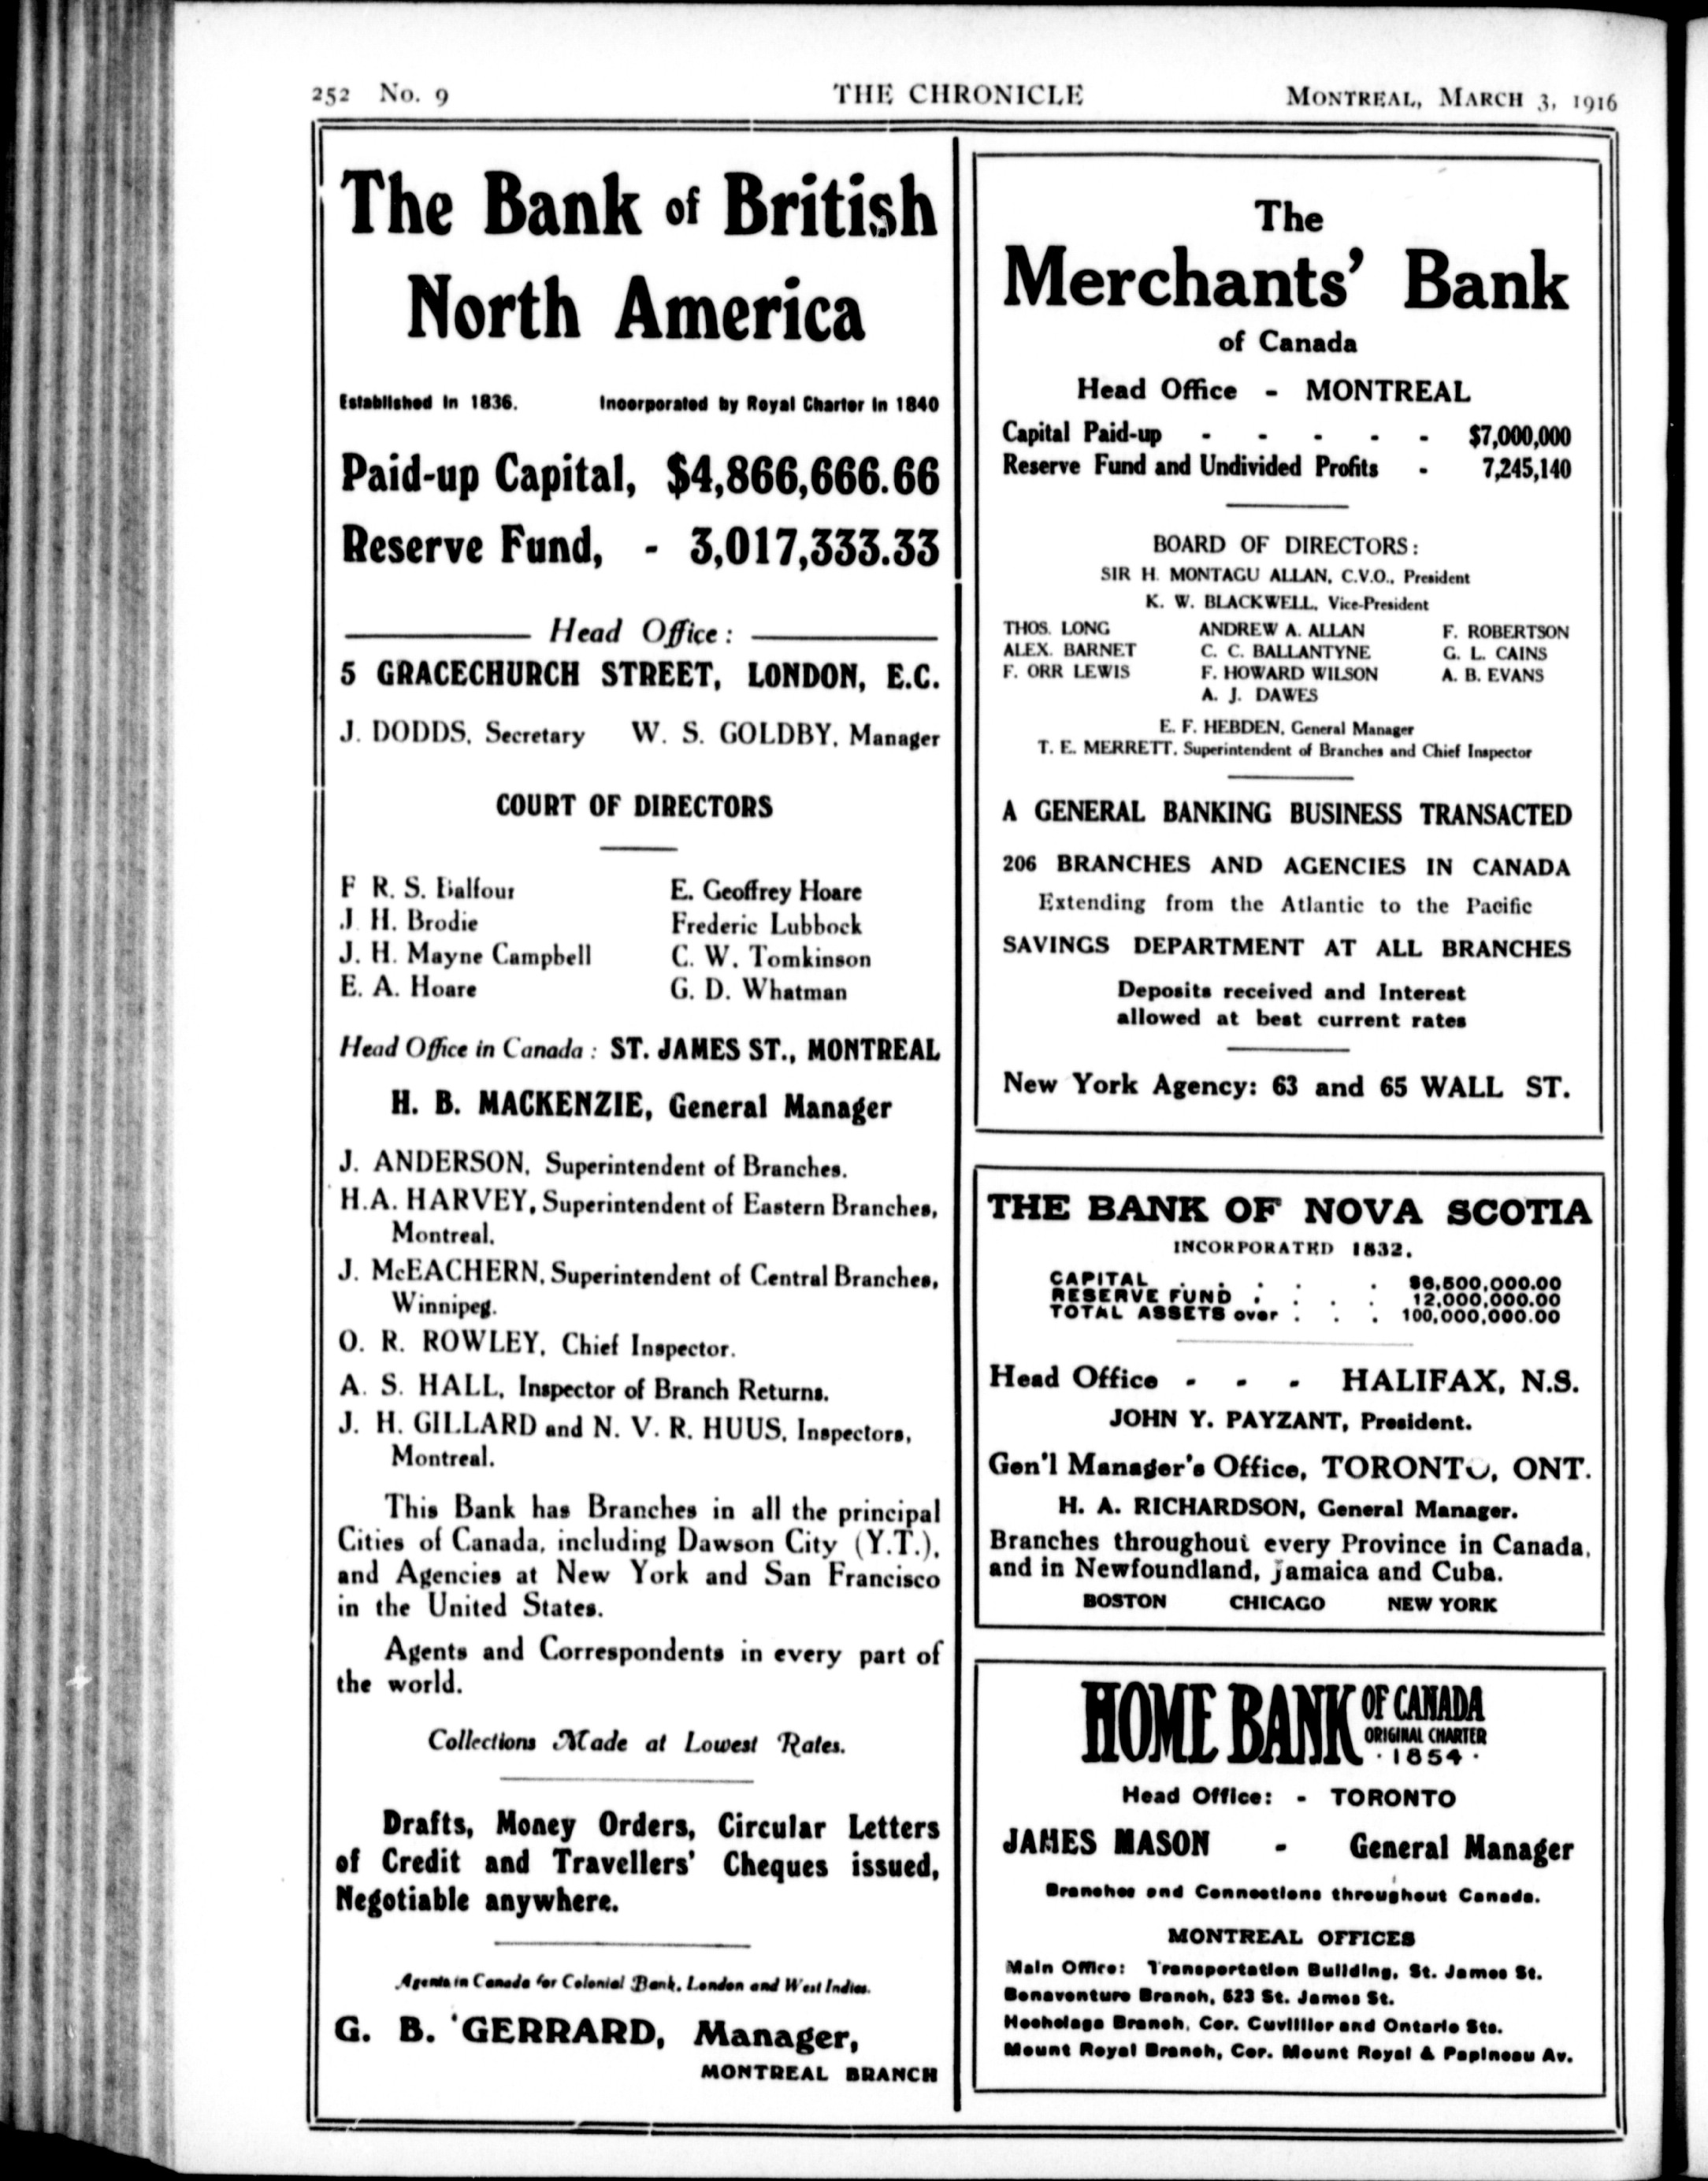 252 No. 9
THE CHRONICLE
MONTREAL, MARCH 3, 1916
The Bank of British
North America
Established in 1836.
Incorporated by Royal Charter in 1840
Paid-up Capital, $4,866,666.66
Reserve Fund, - 3,017,333.33
Head Office:
5 GRACECHURCH STREET, LONDON, E.C.
J. DODDS, Secretary W. S. GOLDBY, Manager
COURT OF DIRECTORS
F R. S. Balfour E. Geoffrey Hoare
J. H. Brodie Frederic Lubbock
J. H. Mayne Campbell C. W. Tomkinson
E. A. Hoare G. D. Whatman
Head Office in Canada: ST. JAMES ST., MONTREAL
H. B. MACKENZIE, General Manager
J. ANDERSON, Superintendent of Branches.
H.A. HARVEY, Superintendent of Eastern Branches,
Montreal.
J. McEACHERN, Superintendent of Central Branches,
Winnipeg.
O. R. ROWLEY, Chief Inspector.
A. S. HALL, Inspector of Branch Returns.
J. H. GILLARD and N. V. R. HUUS, Inspectors,
Montreal.
This Bank has Branches in all the principal
Cities of Canada, including Dawson City (Y.T.),
and Agencies at New York and San Francisco
in the United States.
Agents and Correspondents in every part of
the world.
Collections Made at Lowest Rates.
Drafts, Money Orders, Circular Letters
of Credit and Travellers' Cheques issued,
Negotiable anywhere.
Agents in Canada for Colonial Bank, London and West Indies.
G. B. GERRARD, Manager,
MONTREAL BRANCH
The
Merchants' Bank
of Canada
Head Office - MONTREAL
Capital Paid-up - - - - - $7,000,000
Reserve Fund and Undivided Profits - 7,245,140
BOARD OF DIRECTORS:
SIR H. MONTAGU ALLAN, C.V.O., President
K. W. BLACKWELL, Vice-President
THOS. LONG ANDREW A. ALLAN F. ROBERTSON
ALEX. BARNET C. C. BALLANTYNE G. L. CAINS
F. ORR LEWIS F. HOWARD WILSON A. B. EVANS
A. J. DAWES
E. F. HEBDEN, General Manager
T. E. MERRETT, Superintendent of Branches and Chief Inspector
A GENERAL BANKING BUSINESS TRANSACTED
206 BRANCHES AND AGENCIES IN CANADA
Extending from the Atlantic to the Pacific
SAVINGS DEPARTMENT AT ALL BRANCHES
Deposits received and Interest
allowed at best current rates
New York Agency: 63 and 65 WALL ST.
THE BANK OF NOVA SCOTIA
INCORPORATED 1832.
CAPITAL . . . . . $6,500,000.00
RESERVE FUND . . . . 12,000,000.00
TOTAL ASSETS over . . . 100,000,000.00
Head Office - - - HALIFAX, N.S.
JOHN Y. PAYZANT, President.
Gen'l Manager's Office, TORONTO, ONT.
H. A. RICHARDSON, General Manager.
Branches throughout every Province in Canada,
and in Newfoundland, Jamaica and Cuba.
BOSTON CHICAGO NEW YORK
HOME BANK OF CANADA
ORIGINAL CHARTER
· 1854 ·
Head Office: - TORONTO
JAMES MASON - General Manager
Branches and Connections throughout Canada.
MONTREAL OFFICES
Main Office: Transportation Building, St. James St.
Bonaventure Branch, 523 St. James St.
Hochelaga Branch, Cor. Cuvillier and Ontario Sts.
Mount Royal Branch, Cor. Mount Royal & Papineau Av.